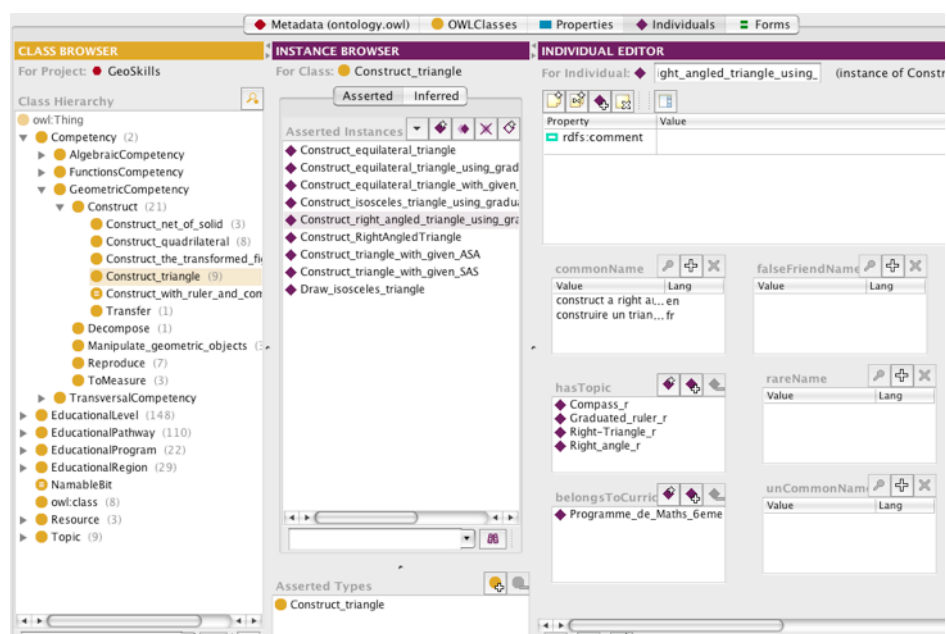 Metadata (ontology.owl) OWLClasses Properties Individuals Forms
CLASS BROWSER
For Project: GeoSkills
Class Hierarchy
owl:Thing
Competency (2)
AlgebraicCompetency
FunctionsCompetency
GeometricCompetency
Construct (21)
Construct_net_of_solid (3)
Construct_quadrilateral (8)
Construct_the_transformed_fi
Construct_triangle (9)
Construct_with_ruler_and_com
Transfer (1)
Decompose (1)
Manipulate_geometric_objects (3
Reproduce (7)
ToMeasure (3)
TransversalCompetency
EducationalLevel (148)
EducationalPathway (110)
EducationalProgram (22)
EducationalRegion (29)
NamableBit
owl:class (8)
Resource (3)
Topic (9)
INSTANCE BROWSER
For Class: Construct_triangle
Asserted Inferred
Asserted Instances
Construct_equilateral_triangle
Construct_equilateral_triangle_using_grad
Construct_equilateral_triangle_with_given_
Construct_isosceles_triangle_using_gradua
Construct_right_angled_triangle_using_gra
Construct_RightAngledTriangle
Construct_triangle_with_given_ASA
Construct_triangle_with_given_SAS
Draw_isosceles_triangle
Asserted Types
Construct_triangle
INDIVIDUAL EDITOR
For Individual: ight_angled_triangle_using_ (instance of Constr
Property Value
rdfs:comment
commonName
Value Lang
construct a right a(... en
construire un trian... fr
falseFriendName
Value Lang
hasTopic
Compass_r
Graduated_ruler_r
Right-Triangle_r
Right_angle_r
rareName
Value Lang
belongsToCurric
Programme_de_Maths_6eme
unCommonNam
Value Lang